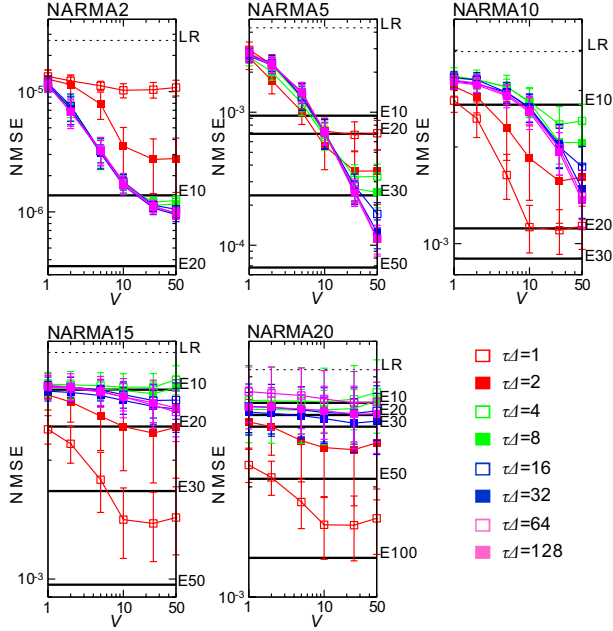 NARMA2
NARMA5
NARMA10
LR
LR
LR
10⁻⁵
10⁻³
E10
E10
E20
NMSE
NMSE
NMSE
E10
E30
10⁻⁶
E20
10⁻⁴
10⁻³
E30
E20
E50
1 10 50
1 10 50
1 10 50
V
V
V
NARMA15
NARMA20
LR
LR
τΔ=1
E10
E10
τΔ=2
E20
E20
E30
τΔ=4
NMSE
NMSE
τΔ=8
E30
E50
τΔ=16
τΔ=32
10⁻³
E50
E100
τΔ=64
10⁻³
τΔ=128
1 10 50
1 10 50
V
V